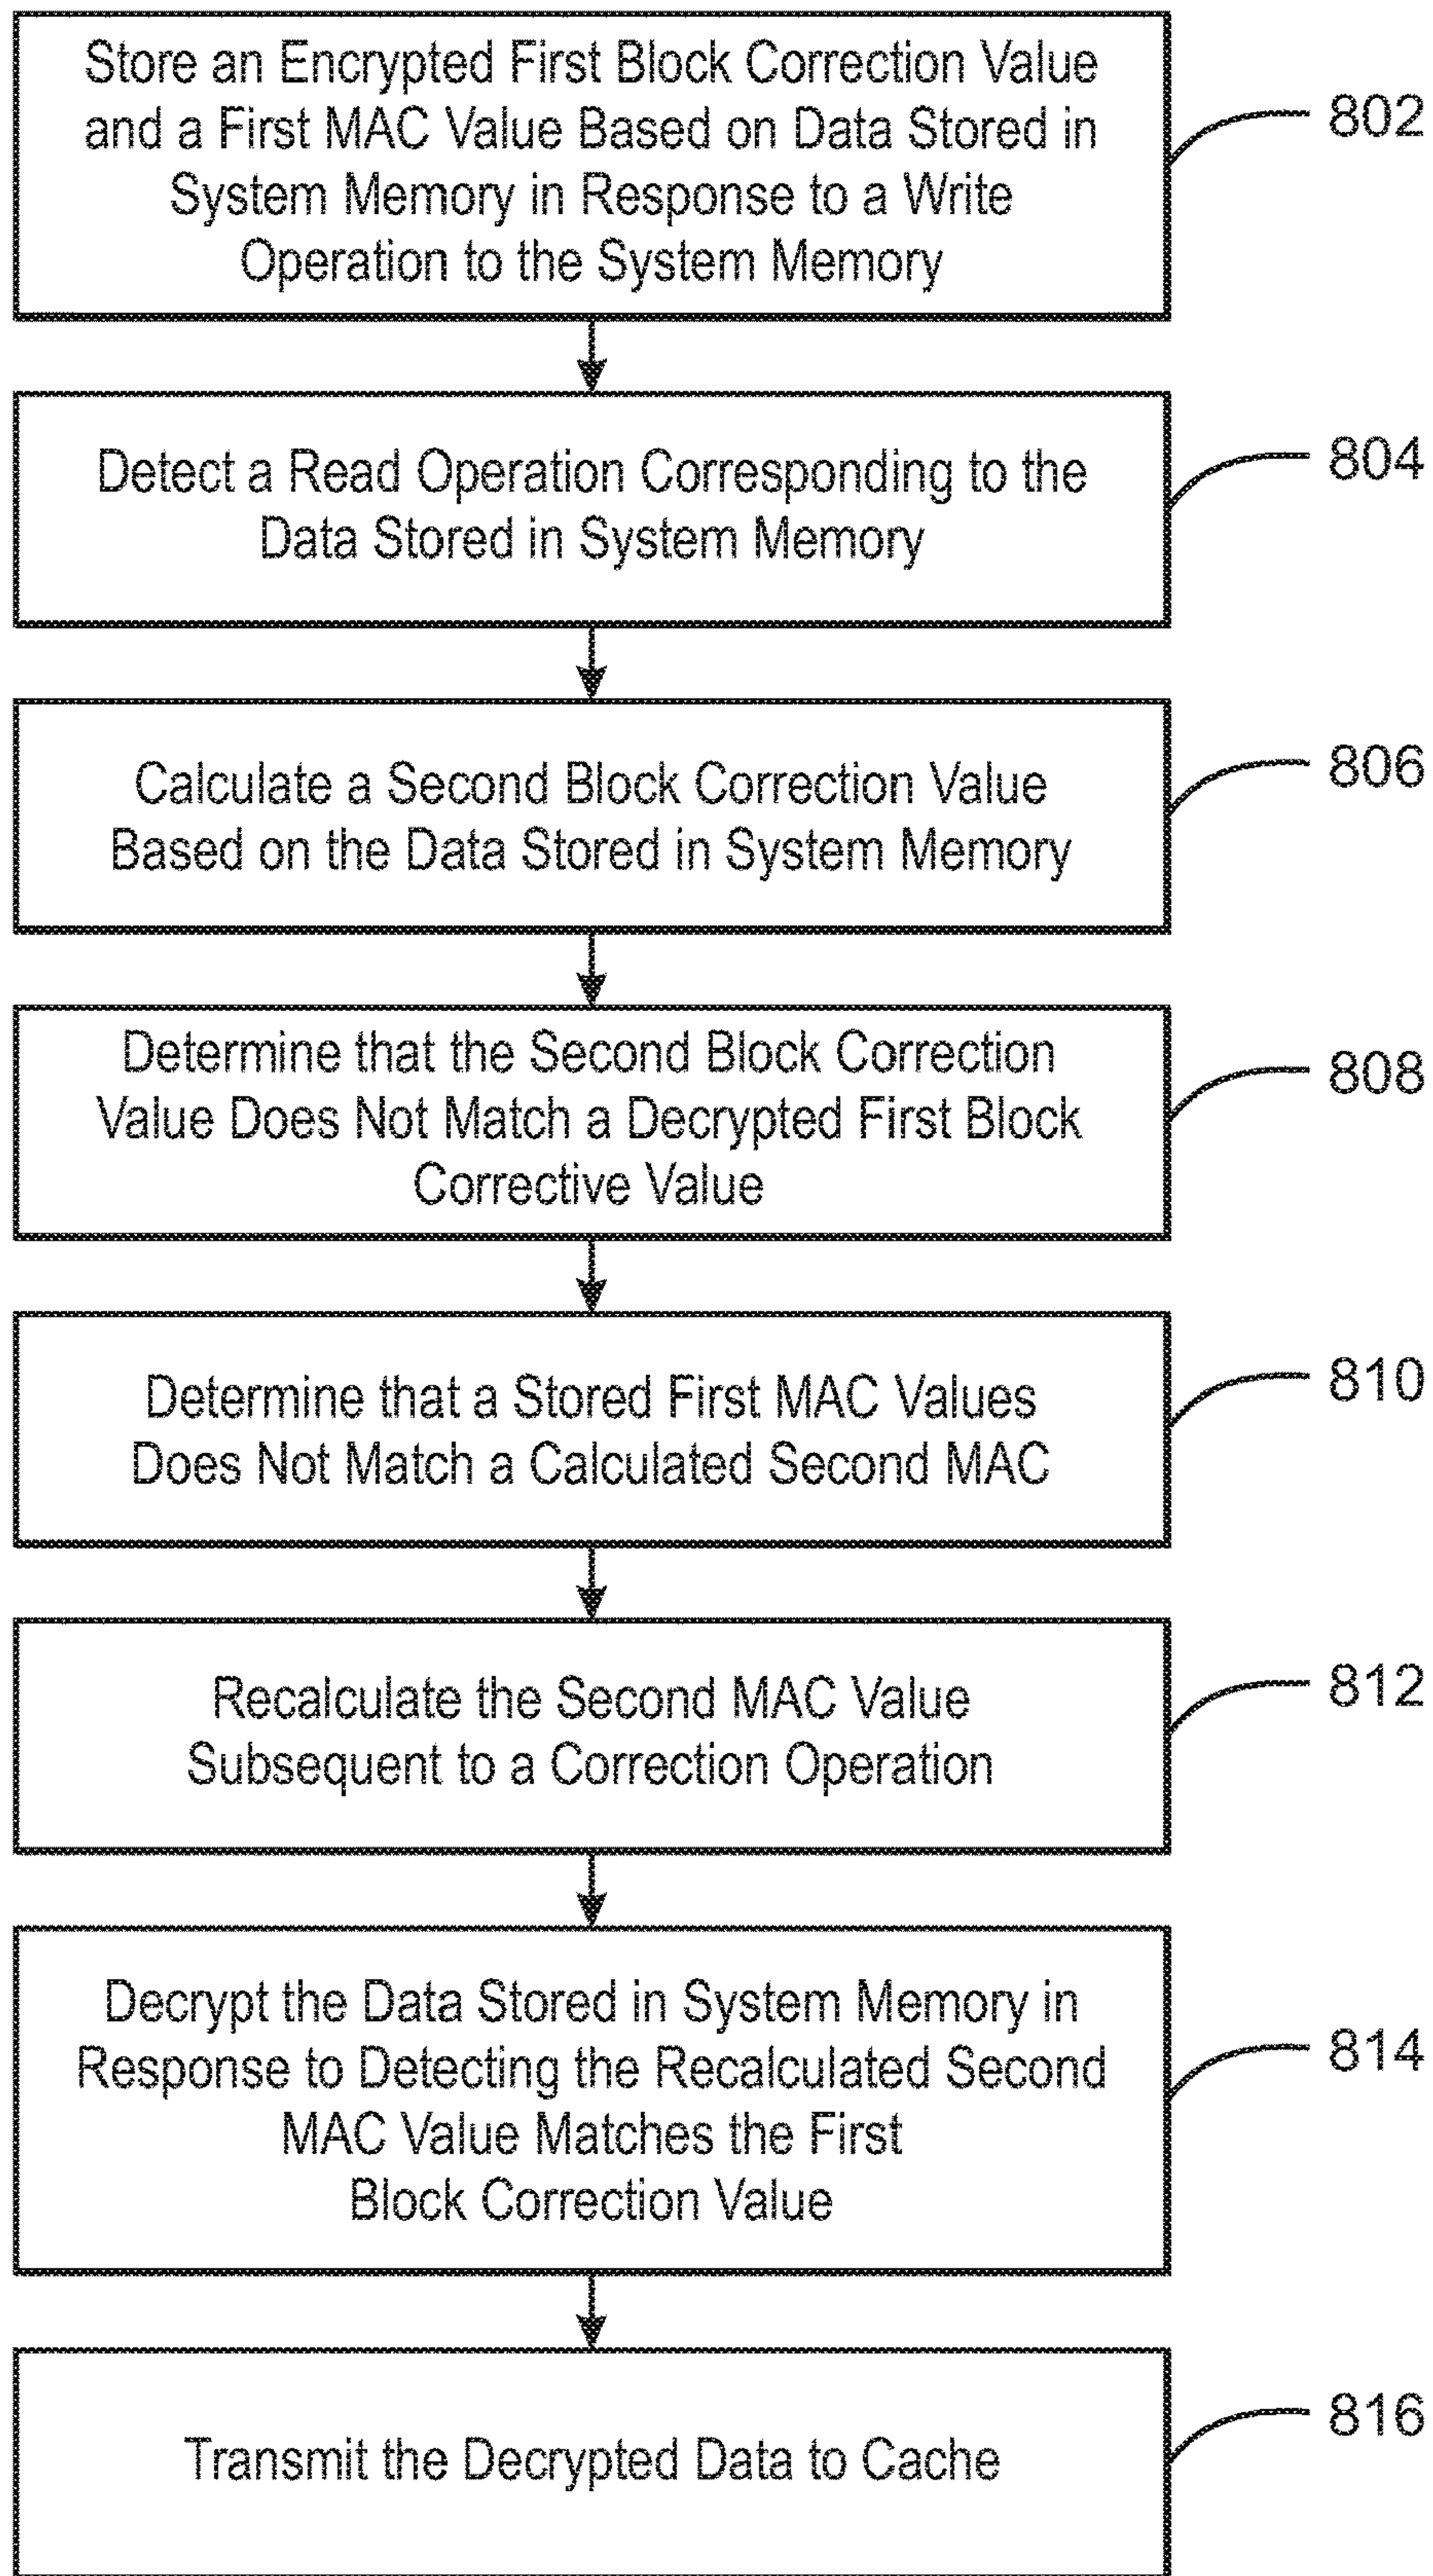 Store an Encrypted First Block Correction Value
and a First MAC Value Based on Data Stored in
System Memory in Response to a Write
Operation to the System Memory
802
Detect a Read Operation Corresponding to the
Data Stored in System Memory
804
Calculate a Second Block Correction Value
Based on the Data Stored in System Memory
806
Determine that the Second Block Correction
Value Does Not Match a Decrypted First Block
Corrective Value
808
Determine that a Stored First MAC Values
Does Not Match a Calculated Second MAC
810
Recalculate the Second MAC Value
Subsequent to a Correction Operation
812
Decrypt the Data Stored in System Memory in
Response to Detecting the Recalculated Second
MAC Value Matches the First
Block Correction Value
814
Transmit the Decrypted Data to Cache
816